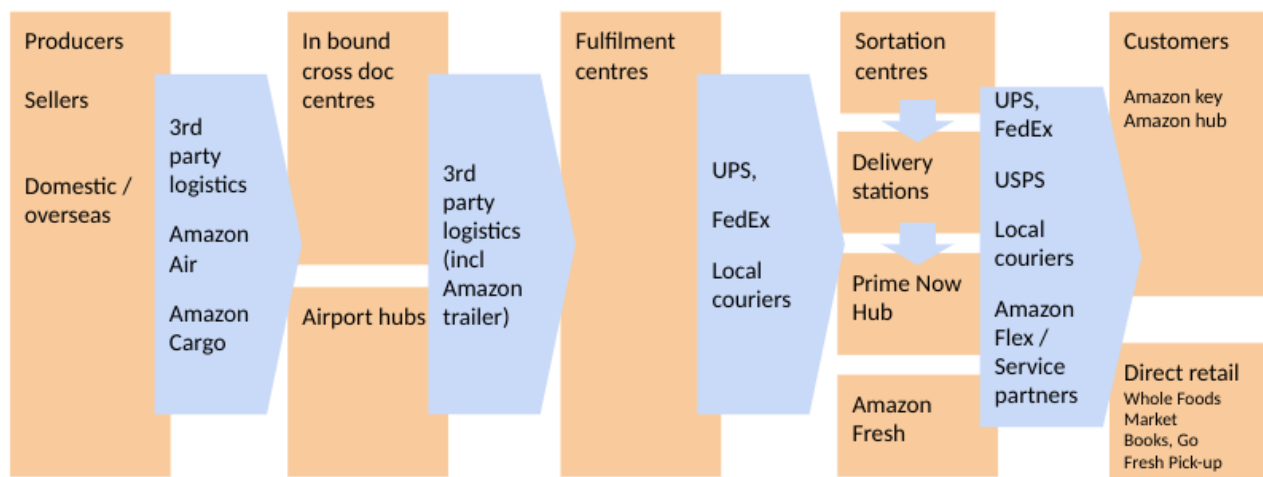 Producers
Sellers
Domestic /
overseas
3rd
party
logistics
Amazon
Air
Amazon
Cargo
In bound
cross doc
centres
Airport hubs
3rd
party
logistics
(incl
Amazon
trailer)
Fulfilment
centres
UPS,
FedEx
Local
couriers
Sortation
centres
Delivery
stations
Prime Now
Hub
Amazon
Fresh
UPS,
FedEx
USPS
Local
couriers
Amazon
Flex /
Service
partners
Customers
Amazon key
Amazon hub
Direct retail
Whole Foods
Market
Books, Go
Fresh Pick-up